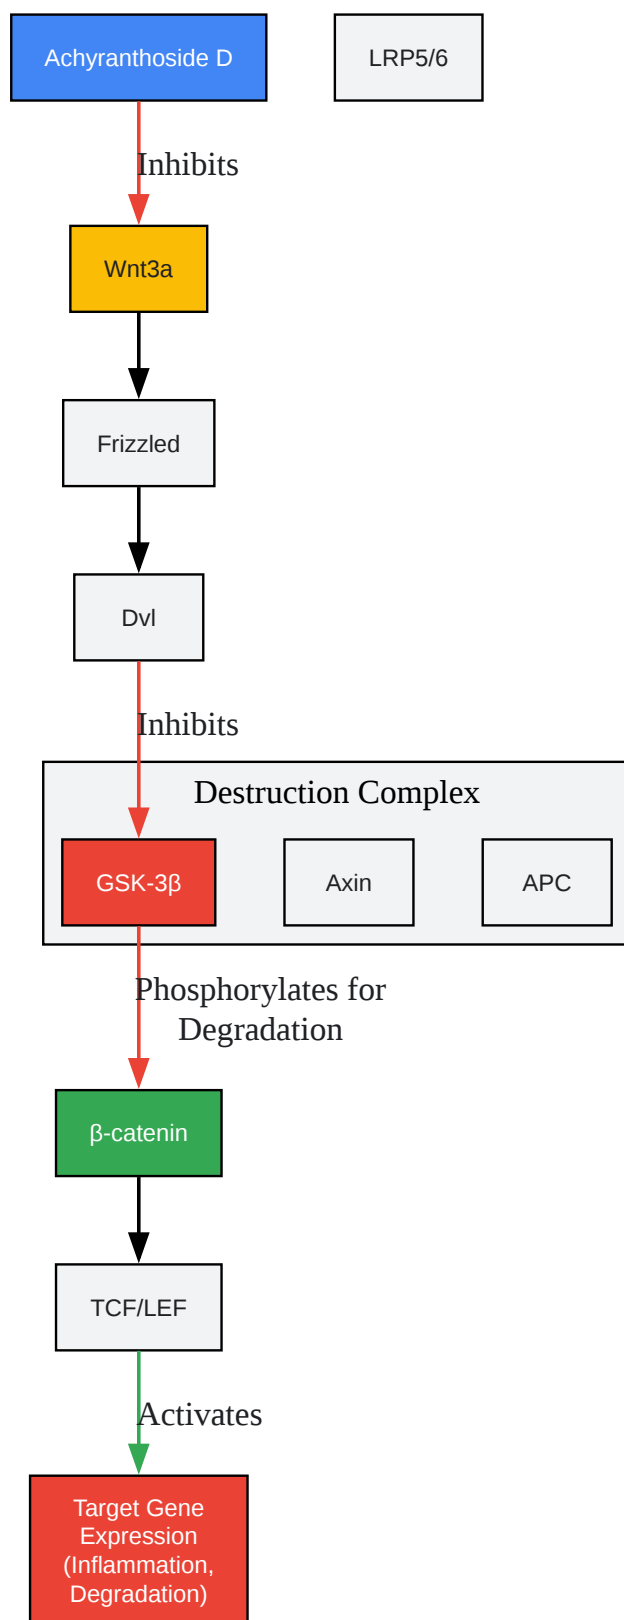 Achyranthoside D
LRP5/6
Inhibits
Wnt3a
Frizzled
Dvl
Inhibits
Destruction Complex
GSK-3β
Axin
APC
Phosphorylates for
Degradation
β-catenin
TCF/LEF
Activates
Target Gene
Expression
(Inflammation,
Degradation)